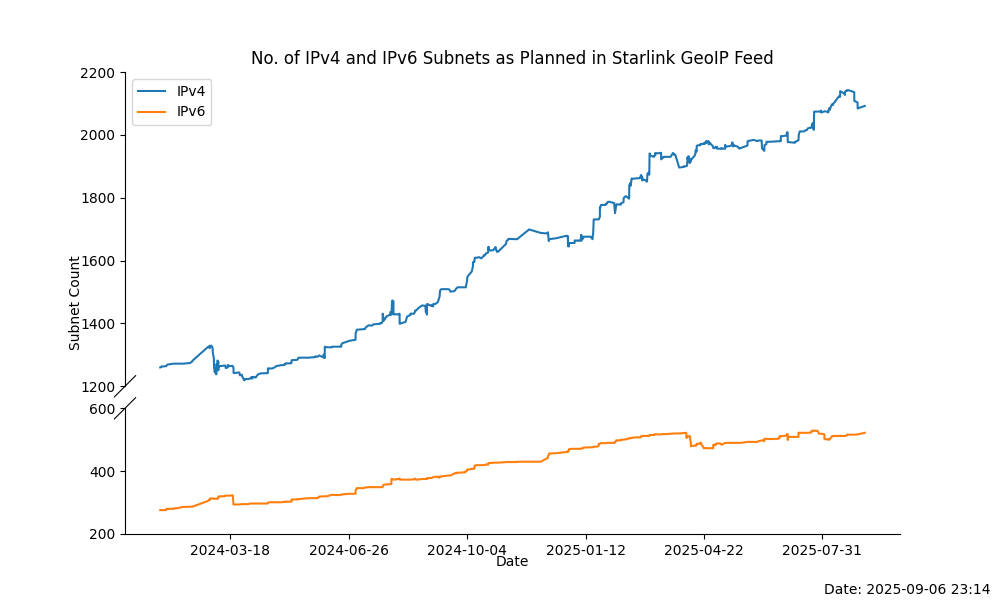 No. of IPv4 and IPv6 Subnets as Planned in Starlink GeoIP Feed
IPv4
IPv6
2200
2000
1800
1600
1400
1200
600
400
200
Subnet Count
2024-03-18
2024-06-26
2024-10-04
2025-01-12
2025-04-22
2025-07-31
Date
Date: 2025-09-06 23:14